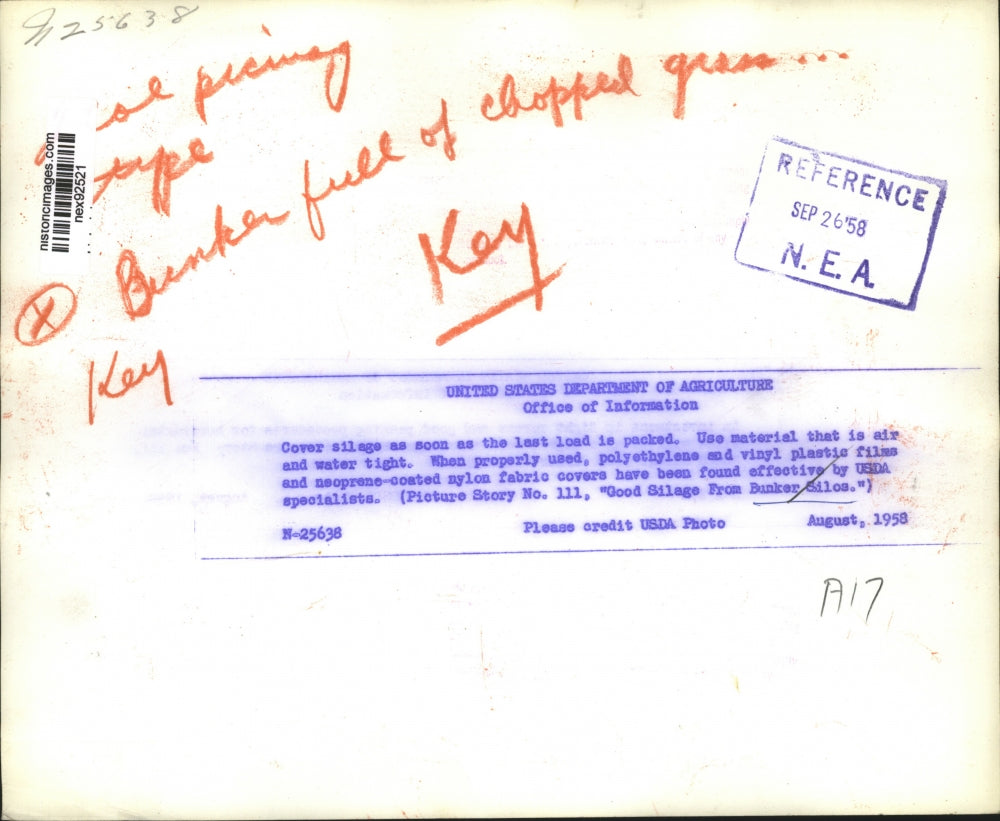 N25638
type
Bunker full of chopped grass...
Key
X
Key
historicimages.com
nex92521
REFERENCE
SEP 26 '58
N. E. A.
UNITED STATES DEPARTMENT OF AGRICULTURE
Office of Information
Cover silage as soon as the last load is packed. Use material that is air
and water tight. When properly used, polyethylene and vinyl plastic films
and neoprene-coated nylon fabric covers have been found effective by USDA
specialists. (Picture Story No. 111, "Good Silage From Bunker Silos.")
N-25638 Please credit USDA Photo August, 1958
A17